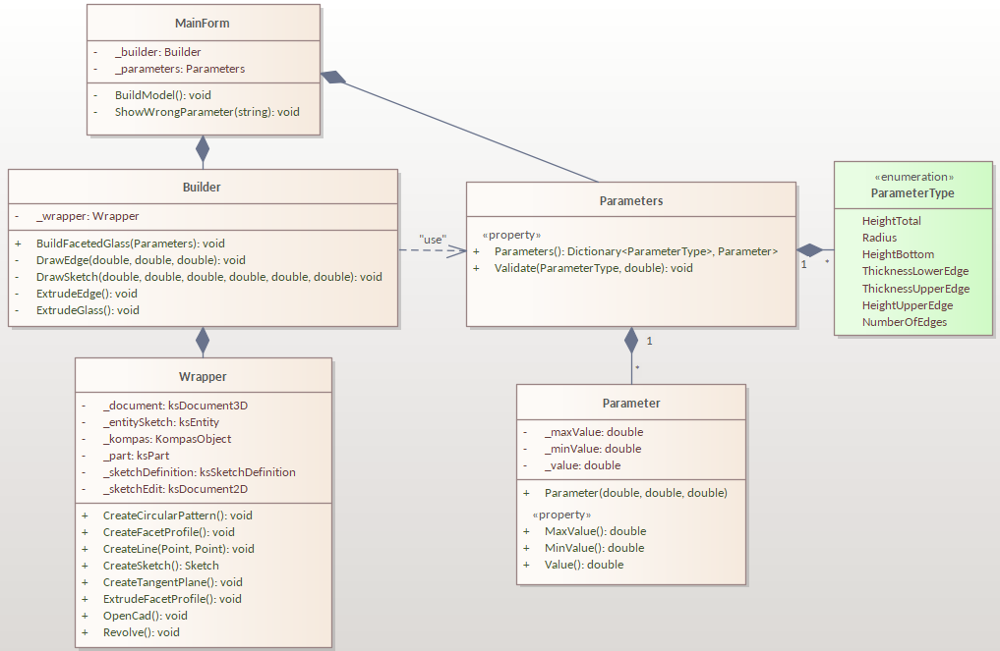 MainForm
- _builder: Builder
- _parameters: Parameters
- BuildModel(): void
- ShowWrongParameter(string): void
Builder
- _wrapper: Wrapper
+ BuildFacetedGlass(Parameters): void
- DrawEdge(double, double, double): void
- DrawSketch(double, double, double, double, double, double): void
- ExtrudeEdge(): void
- ExtrudeGlass(): void
"use"
Parameters
«property»
+ Parameters(): Dictionary<ParameterType>, Parameter>
+ Validate(ParameterType, double): void
1
*
«enumeration»
ParameterType
HeightTotal
Radius
HeightBottom
ThicknessLowerEdge
ThicknessUpperEdge
HeightUpperEdge
NumberOfEdges
1
*
Wrapper
- _document: ksDocument3D
- _entitySketch: ksEntity
- _kompas: KompasObject
- _part: ksPart
- _sketchDefinition: ksSketchDefinition
- _sketchEdit: ksDocument2D
+ CreateCircularPattern(): void
+ CreateFacetProfile(): void
+ CreateLine(Point, Point): void
+ CreateSketch(): Sketch
+ CreateTangentPlane(): void
+ ExtrudeFacetProfile(): void
+ OpenCad(): void
+ Revolve(): void
Parameter
- _maxValue: double
- _minValue: double
- _value: double
+ Parameter(double, double, double)
«property»
+ MaxValue(): double
+ MinValue(): double
+ Value(): double